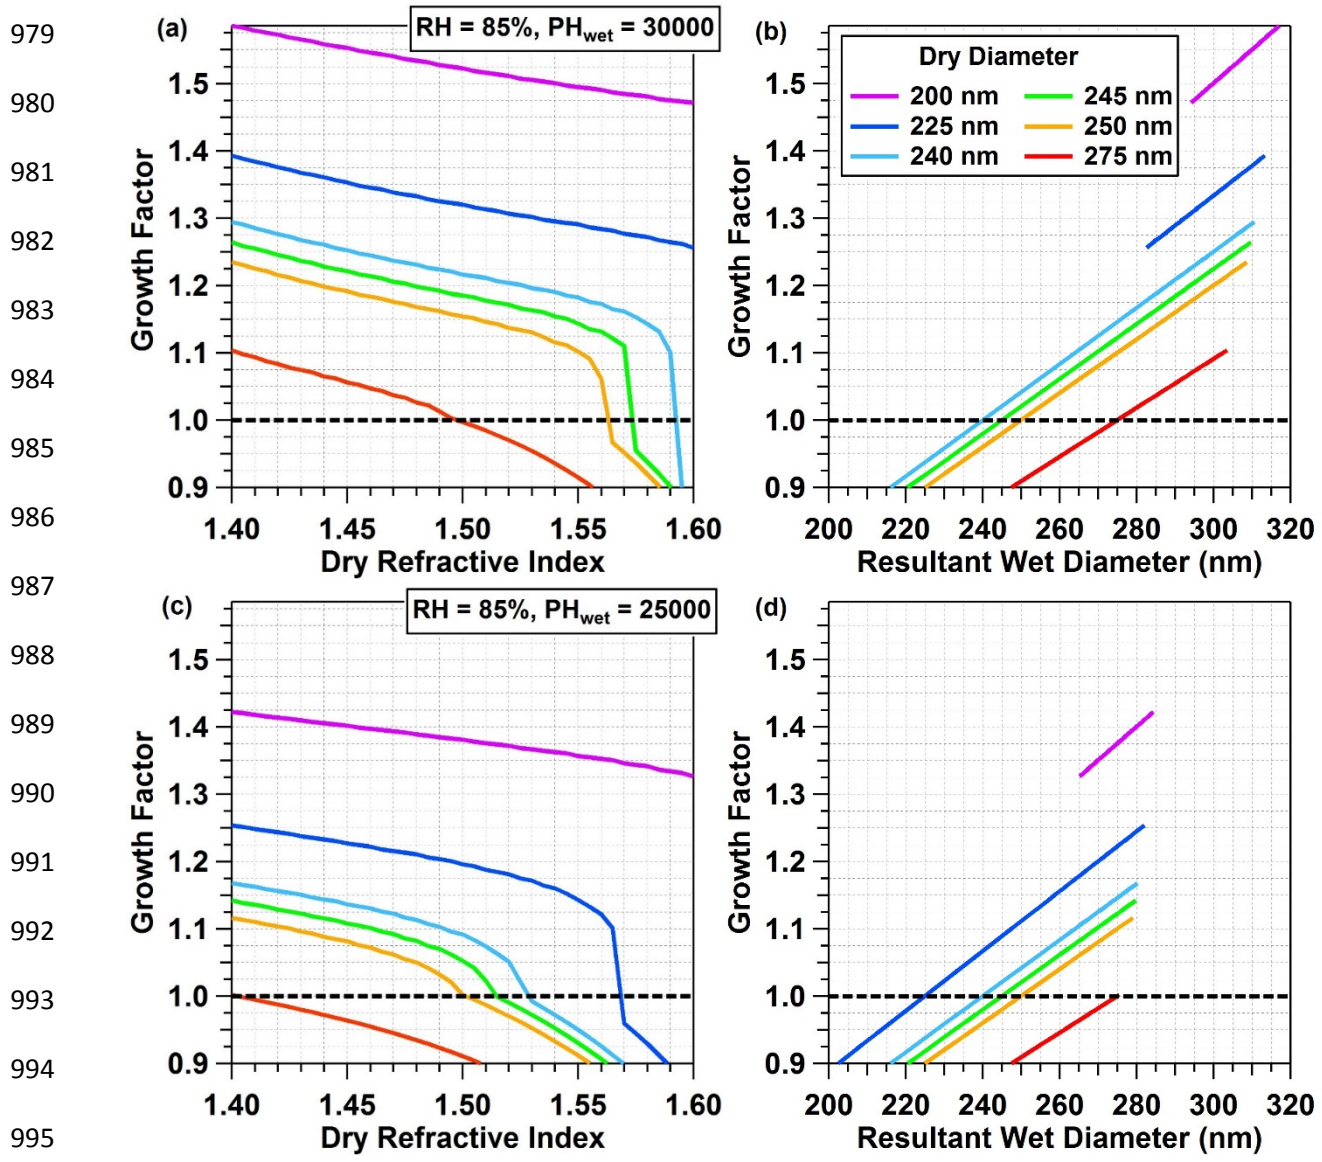 979
980
981
982
983
984
985
986
987
988
989
990
991
992
993
994
995
(a)
RH = 85%, PHwet = 30000
Growth Factor
1.5
1.4
1.3
1.2
1.1
1.0
0.9
1.40 1.45 1.50 1.55 1.60
Dry Refractive Index
(b)
Dry Diameter
200 nm 245 nm
225 nm 250 nm
240 nm 275 nm
Growth Factor
1.5
1.4
1.3
1.2
1.1
1.0
0.9
200 220 240 260 280 300 320
Resultant Wet Diameter (nm)
(c)
RH = 85%, PHwet = 25000
Growth Factor
1.5
1.4
1.3
1.2
1.1
1.0
0.9
1.40 1.45 1.50 1.55 1.60
Dry Refractive Index
(d)
Growth Factor
1.5
1.4
1.3
1.2
1.1
1.0
0.9
200 220 240 260 280 300 320
Resultant Wet Diameter (nm)